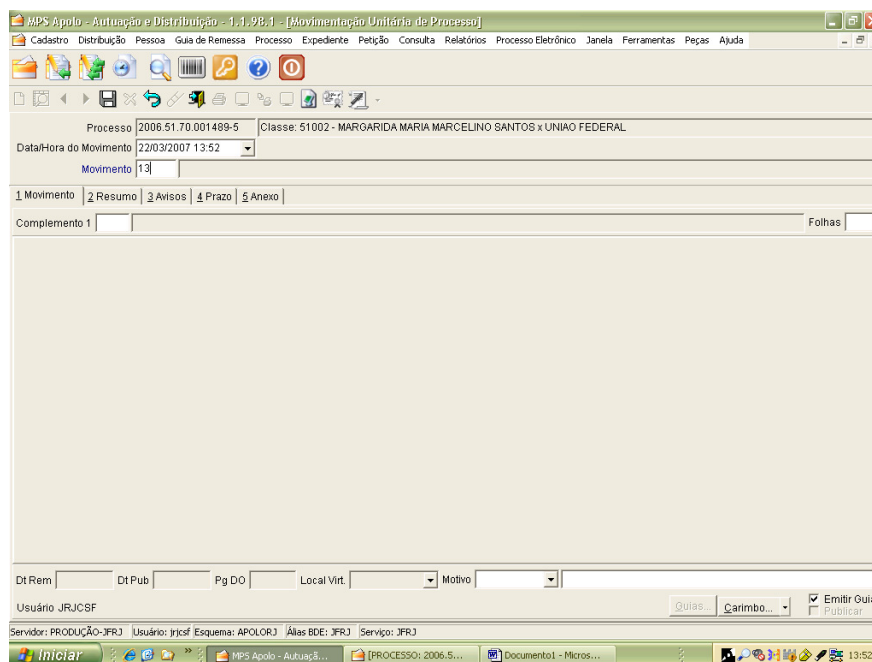 MPS Apolo - Autuação e Distribuição - 1.1.98.1 - [Movimentação Unitária de Processo]
Cadastro Distribuição Pessoa Guia de Remessa Processo Expediente Petição Consulta Relatórios Processo Eletrônico Janela Ferramentas Peças Ajuda
Processo 2006.51.70.001489-5 Classe: 51002 - MARGARIDA MARIA MARCELINO SANTOS x UNIAO FEDERAL
Data/Hora do Movimento 22/03/2007 13:52
Movimento 13
1 Movimento 2 Resumo 3 Avisos 4 Prazo 5 Anexo
Complemento 1 Folhas
Dt Rem Dt Pub Pg DO Local Virt. Motivo
Usuário JRJCSF Guias... Carimbo... Emitir Guia
Publicar
Servidor: PRODUÇÃO-JFRJ Usuário: jrjcsf Esquema: APOLORJ Álias BDE: JFRJ Serviço: JFRJ
Iniciar MPS Apolo - Autuaçã... [PROCESSO: 2006.5... Documento1 - Micros... 13:52